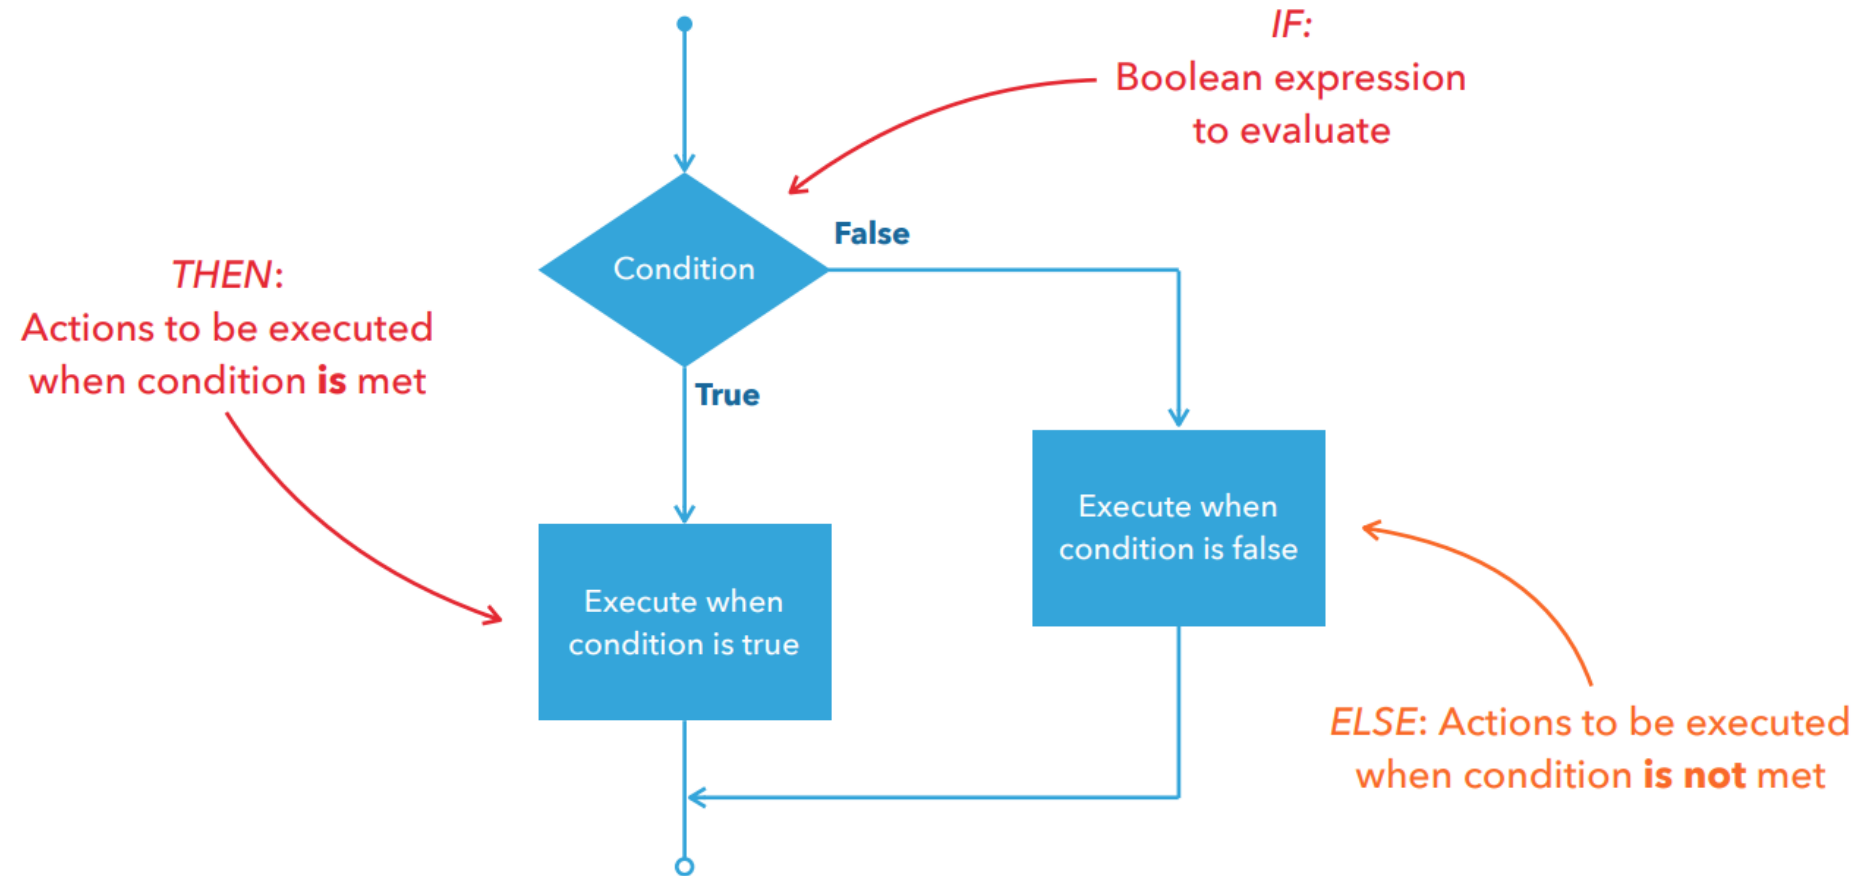 IF:
Boolean expression
to evaluate
False
Condition
THEN:
Actions to be executed
when condition is met
True
Execute when
condition is false
Execute when
condition is true
ELSE: Actions to be executed
when condition is not met